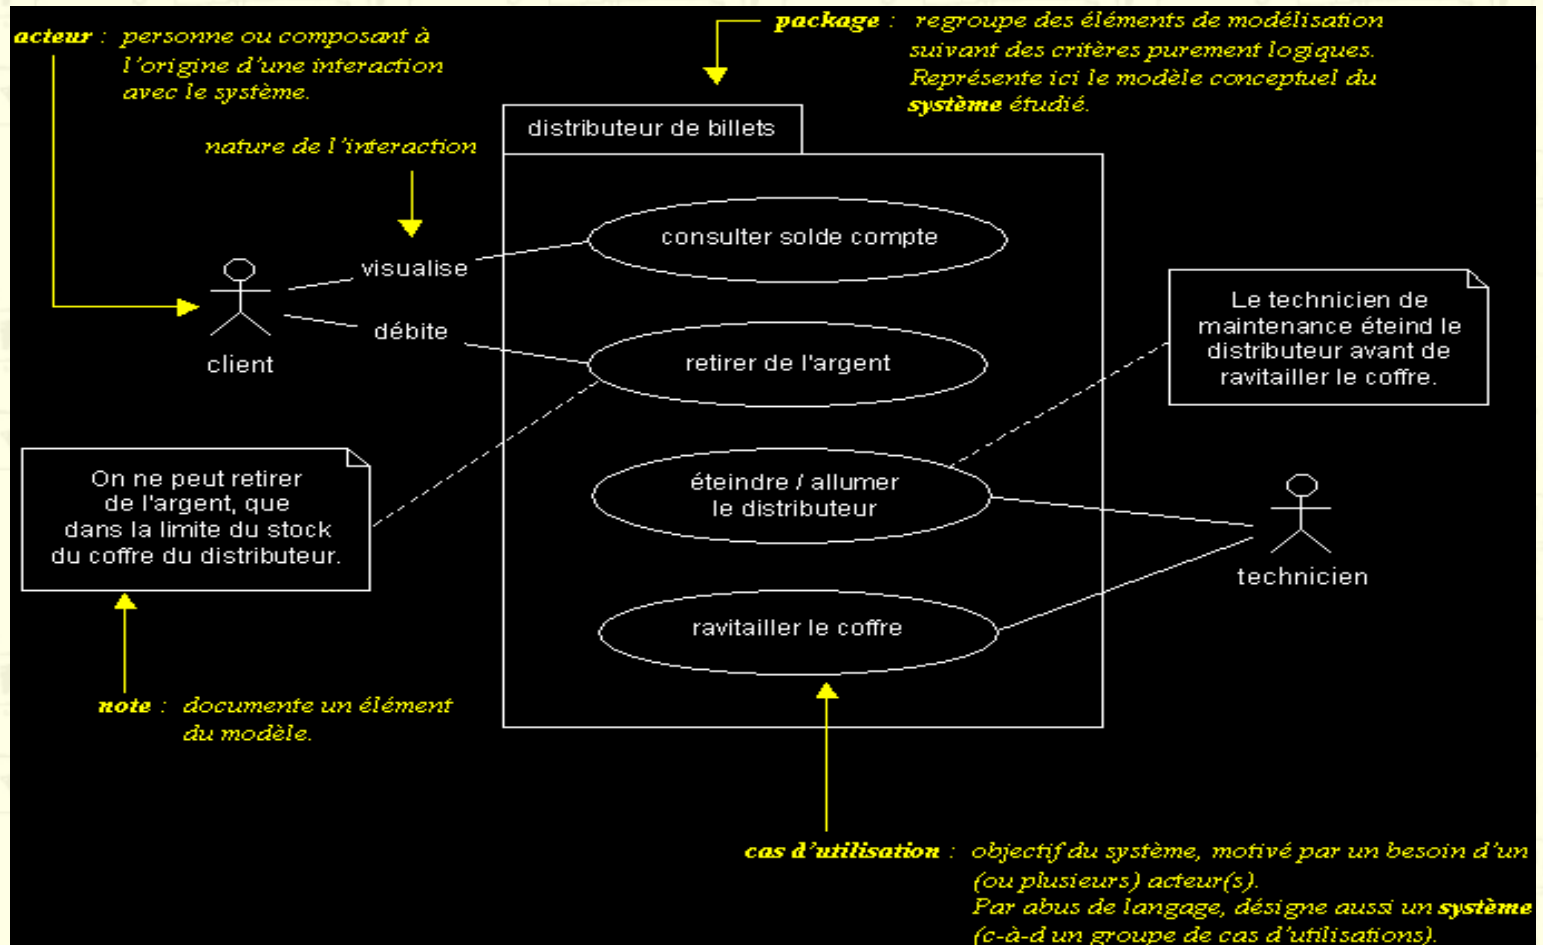 acteur : personne ou composant à
l'origine d'une interaction
avec le système.
package : regroupe des éléments de modélisation
suivant des critères purement logiques.
Représente ici le modèle conceptuel du
système étudié.
nature de l'interaction
distributeur de billets
consulter solde compte
visualise
débite
client
retirer de l'argent
Le technicien de
maintenance éteind le
distributeur avant de
ravitailler le coffre.
On ne peut retirer
de l'argent, que
dans la limite du stock
du coffre du distributeur.
éteindre / allumer
le distributeur
technicien
ravitailler le coffre
note : documente un élément
du modèle.
cas d'utilisation : objectif du système, motivé par un besoin d'un
(ou plusieurs) acteur(s).
Par abus de langage, désigne aussi un système
(c-à-d un groupe de cas d'utilisations).